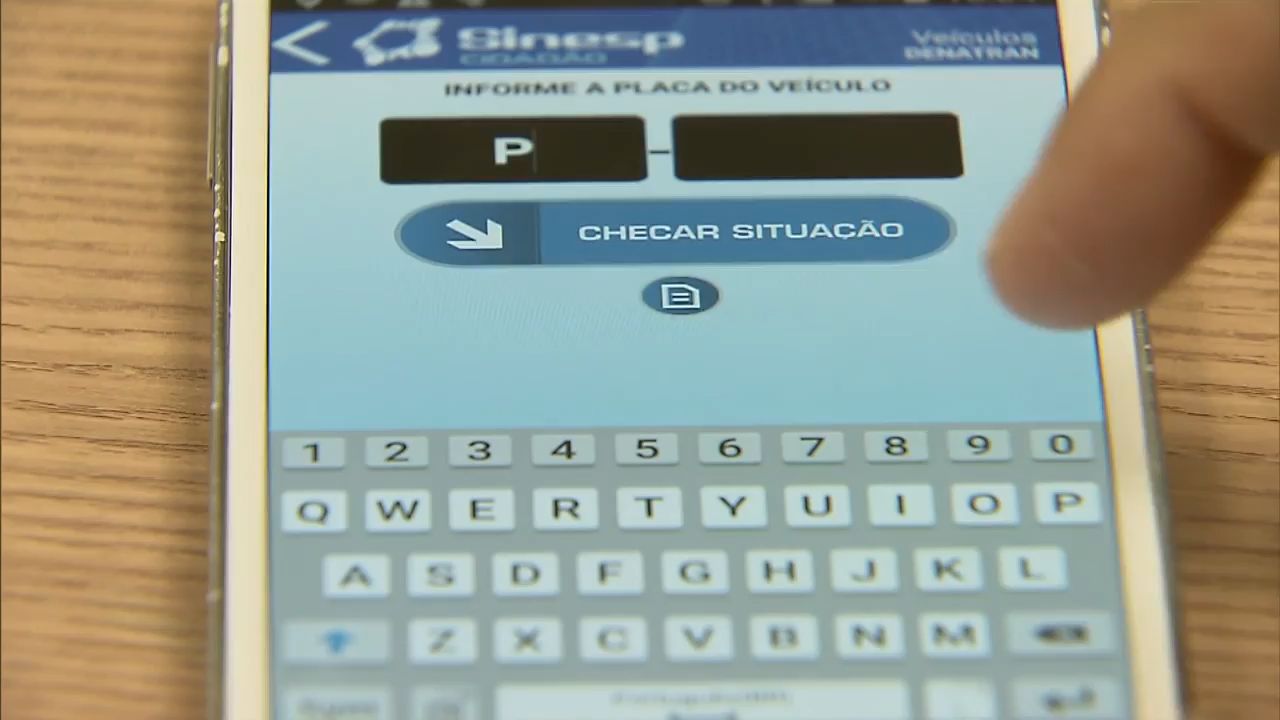 Sinesp
CIDADÃO
Veículos
DENATRAN
INFORME A PLACA DO VEÍCULO
P -
CHECAR SITUAÇÃO
1 2 3 4 5 6 7 8 9 0
Q W E R T Y U I O P
A S D F G H J K L
Z X C V B N M